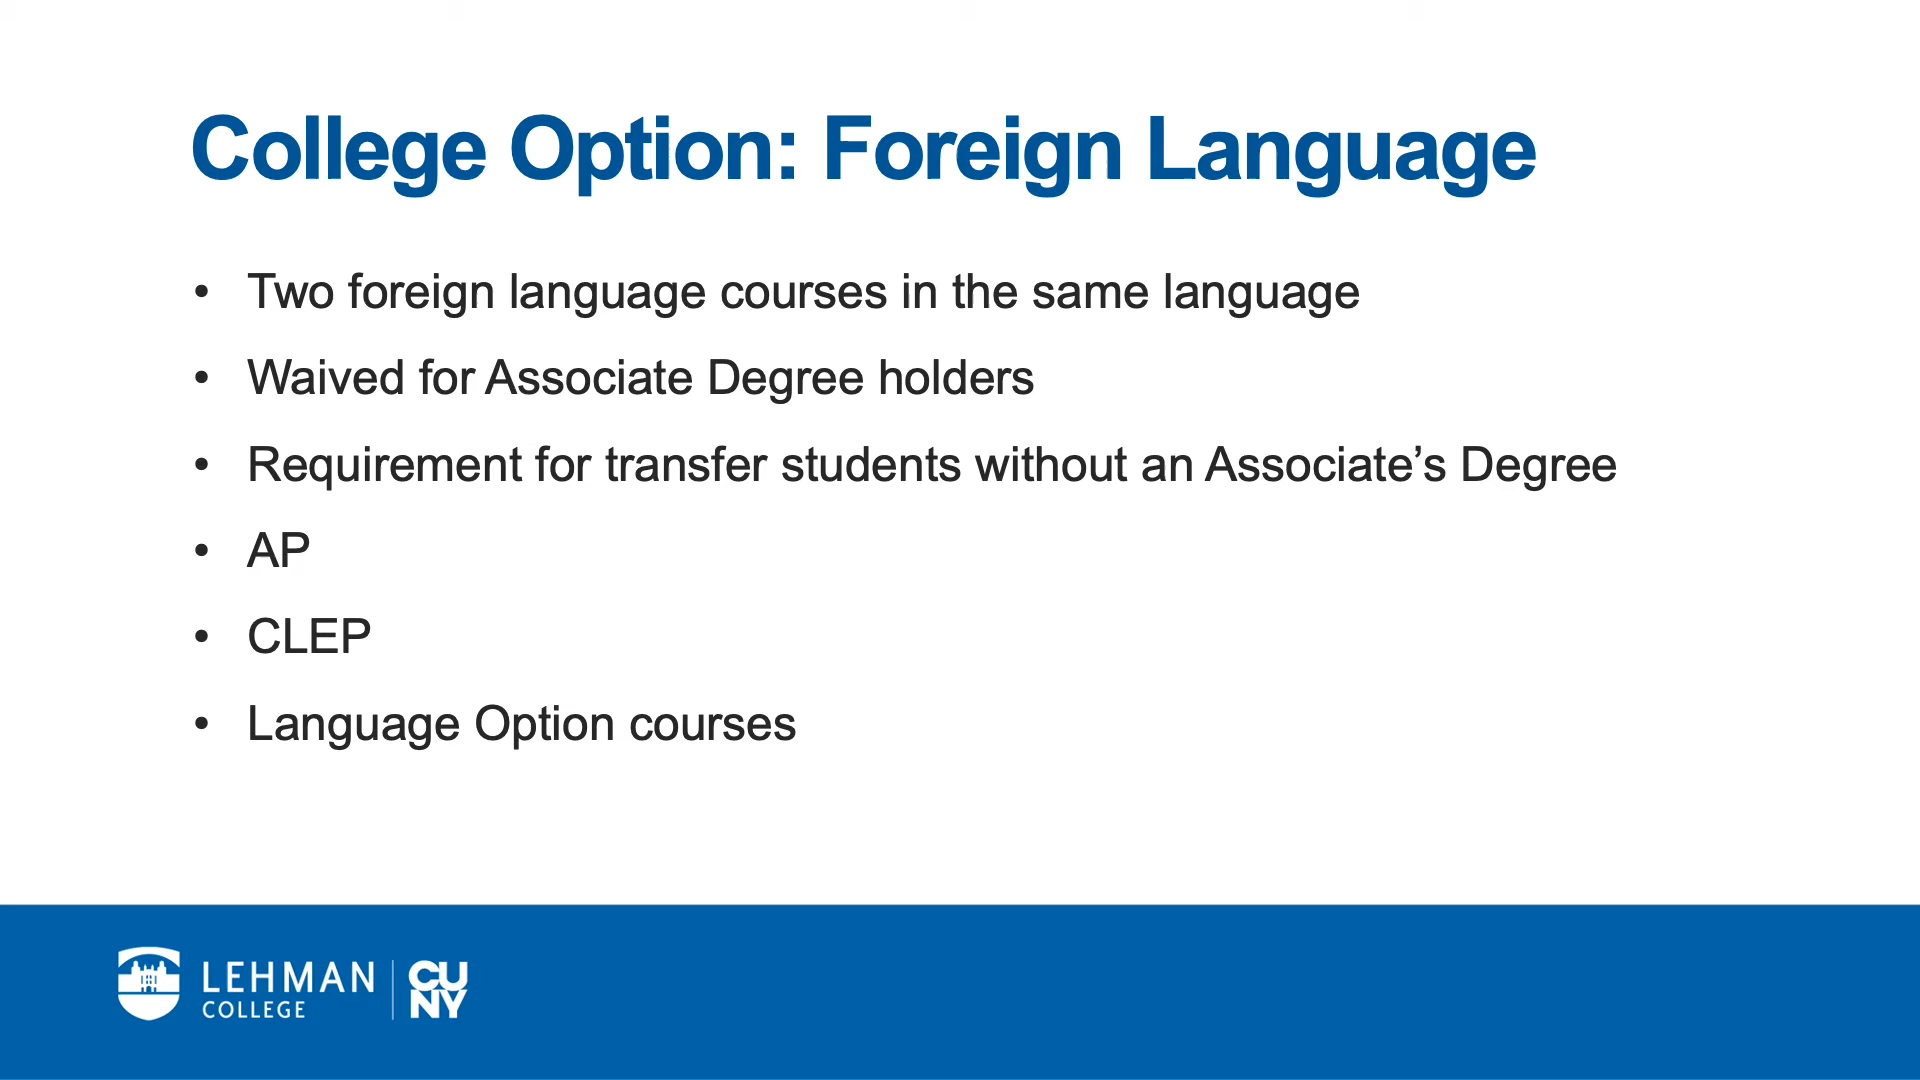 College Option: Foreign Language
• Two foreign language courses in the same language
• Waived for Associate Degree holders
• Requirement for transfer students without an Associate’s Degree
• AP
• CLEP
• Language Option courses
LEHMAN
COLLEGE
CU
NY